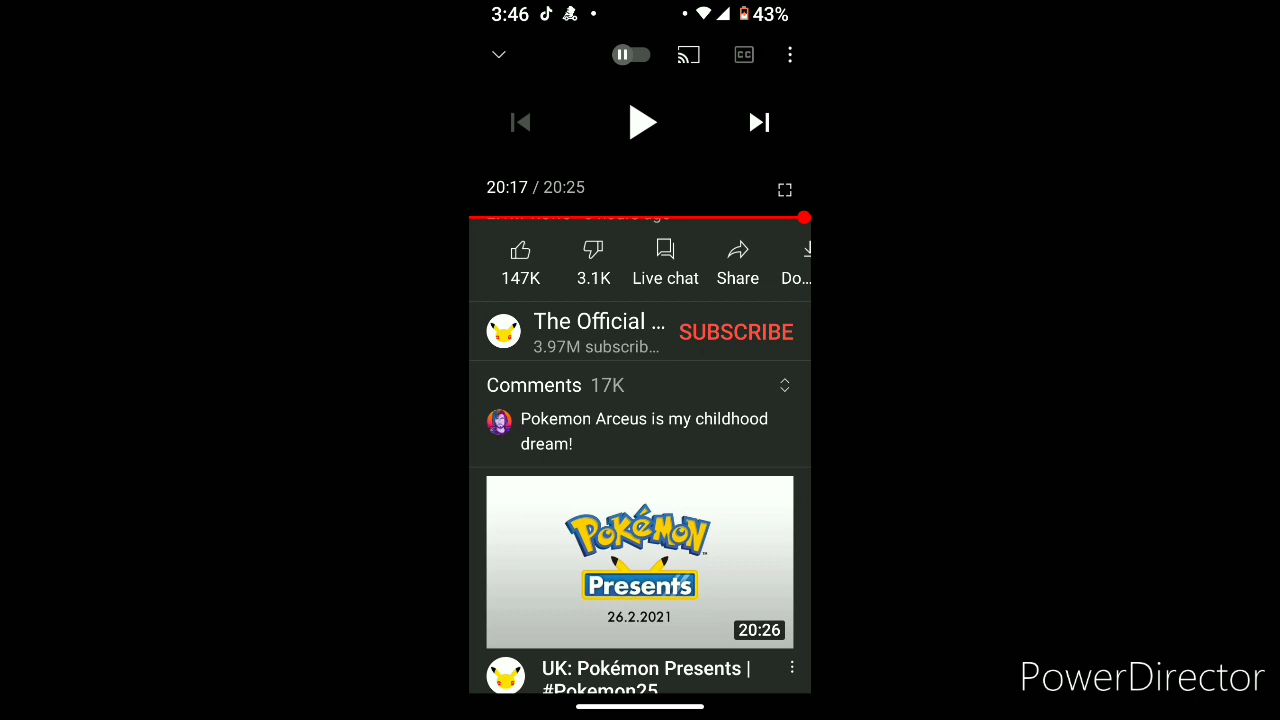 3:46 43%
CC
20:17 / 20:25
147K 3.1K Live chat Share Do...
The Official ...
SUBSCRIBE
3.97M subscrib...
Comments 17K
Pokemon Arceus is my childhood
dream!
POKéMON
Presents
26.2.2021
20:26
UK: Pokémon Presents |
#Pokemon25
PowerDirector